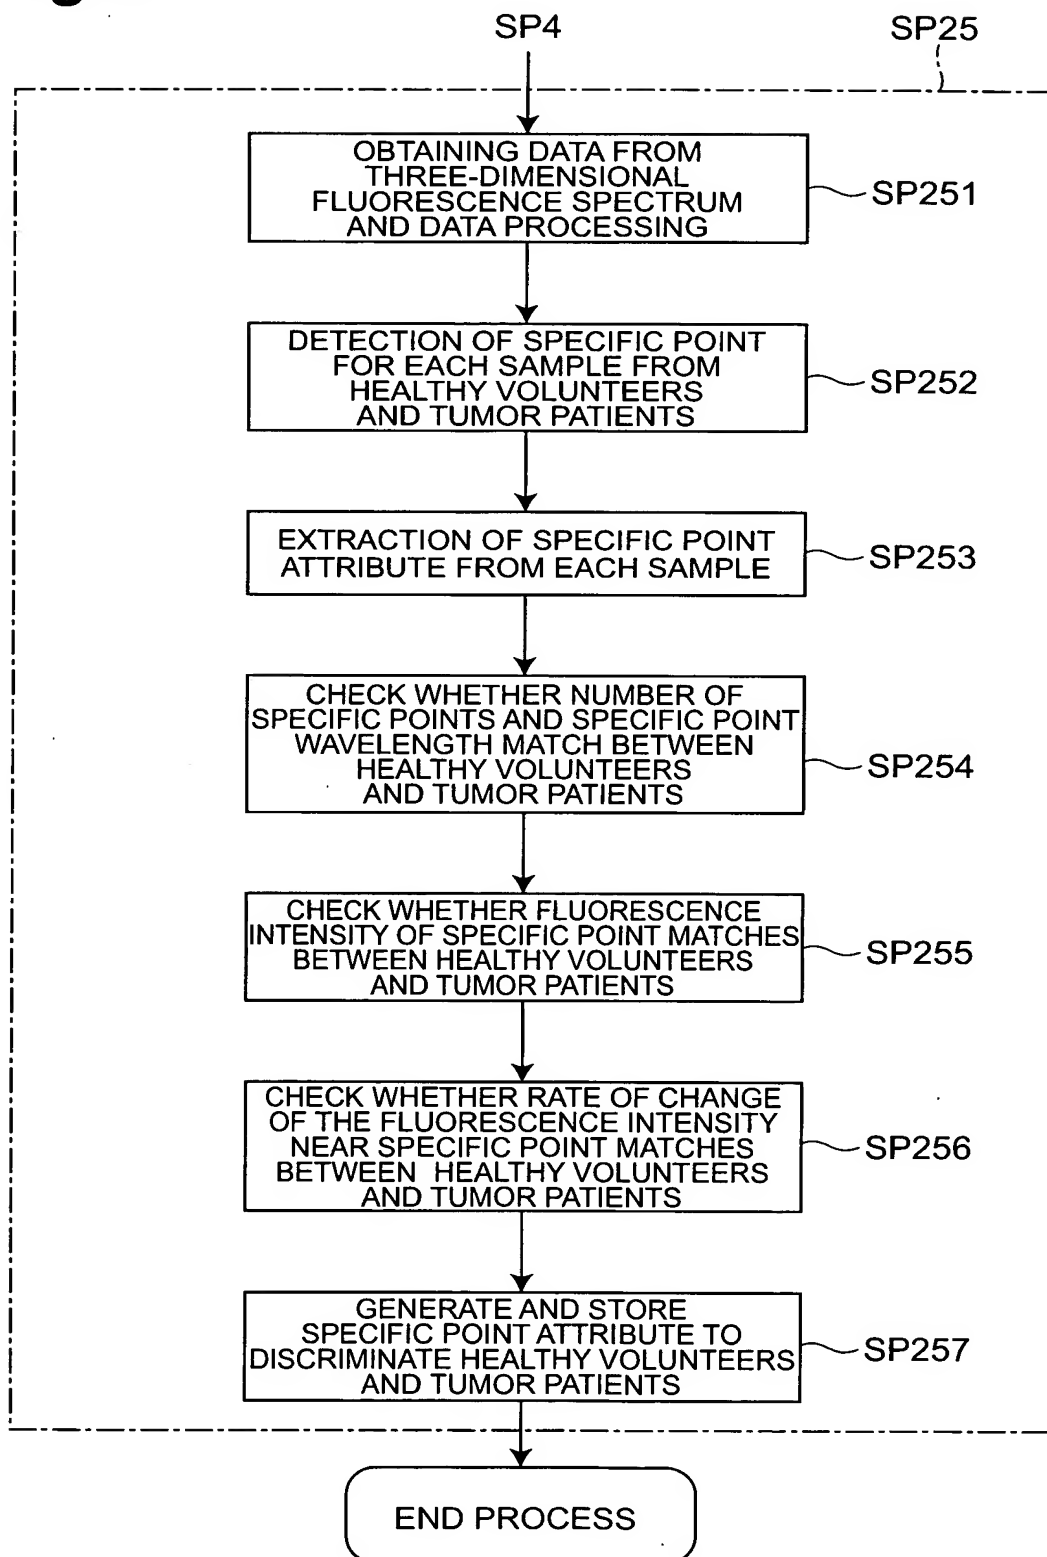 SP4
SP25
OBTAINING DATA FROM
THREE-DIMENSIONAL
FLUORESCENCE SPECTRUM
AND DATA PROCESSING
SP251
DETECTION OF SPECIFIC POINT
FOR EACH SAMPLE FROM
HEALTHY VOLUNTEERS
AND TUMOR PATIENTS
SP252
EXTRACTION OF SPECIFIC POINT
ATTRIBUTE FROM EACH SAMPLE
SP253
CHECK WHETHER NUMBER OF
SPECIFIC POINTS AND SPECIFIC POINT
WAVELENGTH MATCH BETWEEN
HEALTHY VOLUNTEERS
AND TUMOR PATIENTS
SP254
CHECK WHETHER FLUORESCENCE
INTENSITY OF SPECIFIC POINT MATCHES
BETWEEN HEALTHY VOLUNTEERS
AND TUMOR PATIENTS
SP255
CHECK WHETHER RATE OF CHANGE
OF THE FLUORESCENCE INTENSITY
NEAR SPECIFIC POINT MATCHES
BETWEEN HEALTHY VOLUNTEERS
AND TUMOR PATIENTS
SP256
GENERATE AND STORE
SPECIFIC POINT ATTRIBUTE TO
DISCRIMINATE HEALTHY VOLUNTEERS
AND TUMOR PATIENTS
SP257
END PROCESS